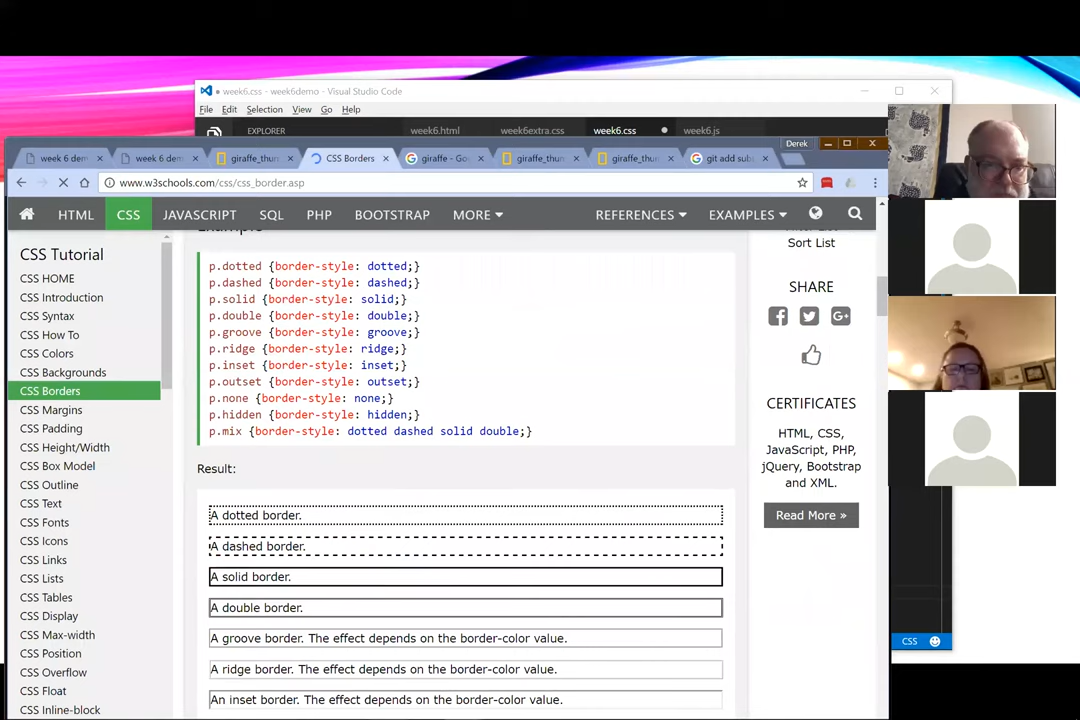 week6.css - week6demo - Visual Studio Code
File Edit Selection View Go Help
EXPLORER week6.html week6extra.css week6.css week6.js
week 6 dem week 6 dem giraffe_thum CSS Borders giraffe - Go giraffe_thum giraffe_thum git add sub Derek
www.w3schools.com/css/css_border.asp
HTML CSS JAVASCRIPT SQL PHP BOOTSTRAP MORE REFERENCES EXAMPLES
CSS Tutorial
CSS HOME
CSS Introduction
CSS Syntax
CSS How To
CSS Colors
CSS Backgrounds
CSS Borders
CSS Margins
CSS Padding
CSS Height/Width
CSS Box Model
CSS Outline
CSS Text
CSS Fonts
CSS Icons
CSS Links
CSS Lists
CSS Tables
CSS Display
CSS Max-width
CSS Position
CSS Overflow
CSS Float
CSS Inline-block
Example
p.dotted {border-style: dotted;}
p.dashed {border-style: dashed;}
p.solid {border-style: solid;}
p.double {border-style: double;}
p.groove {border-style: groove;}
p.ridge {border-style: ridge;}
p.inset {border-style: inset;}
p.outset {border-style: outset;}
p.none {border-style: none;}
p.hidden {border-style: hidden;}
p.mix {border-style: dotted dashed solid double;}
Result:
A dotted border.
A dashed border.
A solid border.
A double border.
A groove border. The effect depends on the border-color value.
A ridge border. The effect depends on the border-color value.
An inset border. The effect depends on the border-color value.
Sort List
SHARE
CERTIFICATES
HTML, CSS,
JavaScript, PHP,
jQuery, Bootstrap
and XML.
Read More »
CSS